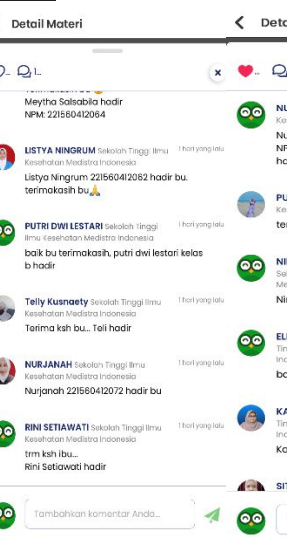 Detail Materi
Meytha Salsabila hadir
NPM: 221560412064
LISTYA NINGRUM Sekolah Tinggi Ilmu
Kesehatan Medistra Indonesia
1 hari yang lalu
Listya Ningrum 221560412062 hadir bu.
terimakasih bu🙏
PUTRI DWI LESTARI Sekolah Tinggi
Ilmu Kesehatan Medistra Indonesia
1 hari yang lalu
baik bu terimakasih, putri dwi lestari kelas
b hadir
Telly Kusnaety Sekolah Tinggi Ilmu
Kesehatan Medistra Indonesia
1 hari yang lalu
Terima ksh bu... Teli hadir
NURJANAH Sekolah Tinggi Ilmu
Kesehatan Medistra Indonesia
1 hari yang lalu
Nurjanah 221560412072 hadir bu
RINI SETIAWATI Sekolah Tinggi Ilmu
Kesehatan Medistra Indonesia
1 hari yang lalu
trm ksh ibu...
Rini Setiawati hadir
Tambahkan komentar Anda...